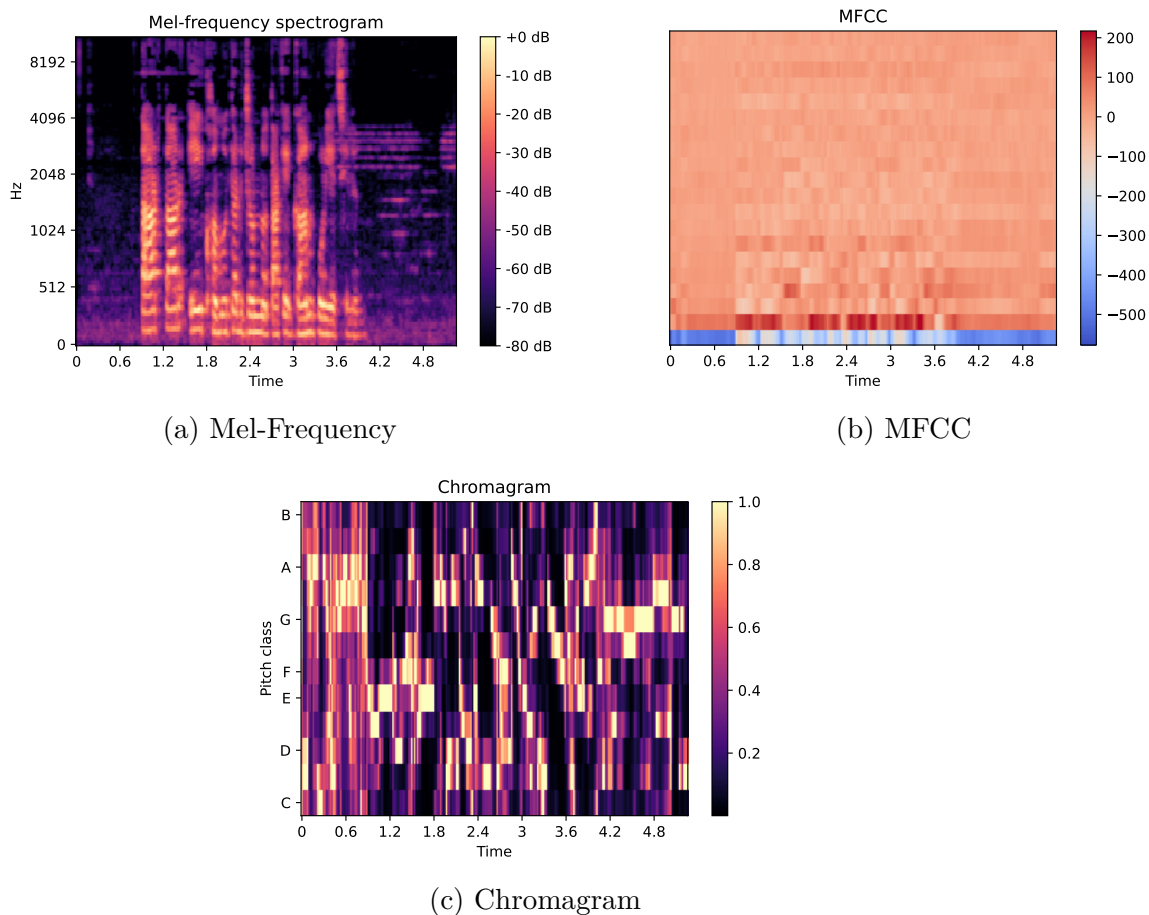 Mel-frequency spectrogram
+0 dB
8192
-10 dB
4096
-20 dB
-30 dB
2048
Hz
-40 dB
1024
-50 dB
-60 dB
512
-70 dB
0
-80 dB
0 0.6 1.2 1.8 2.4 3 3.6 4.2 4.8
Time
(a) Mel-Frequency
MFCC
200
100
0
-100
-200
-300
-400
-500
0 0.6 1.2 1.8 2.4 3 3.6 4.2 4.8
Time
(b) MFCC
Chromagram
B
A
G
F
E
D
C
Pitch class
1.0
0.8
0.6
0.4
0.2
0 0.6 1.2 1.8 2.4 3 3.6 4.2 4.8
Time
(c) Chromagram